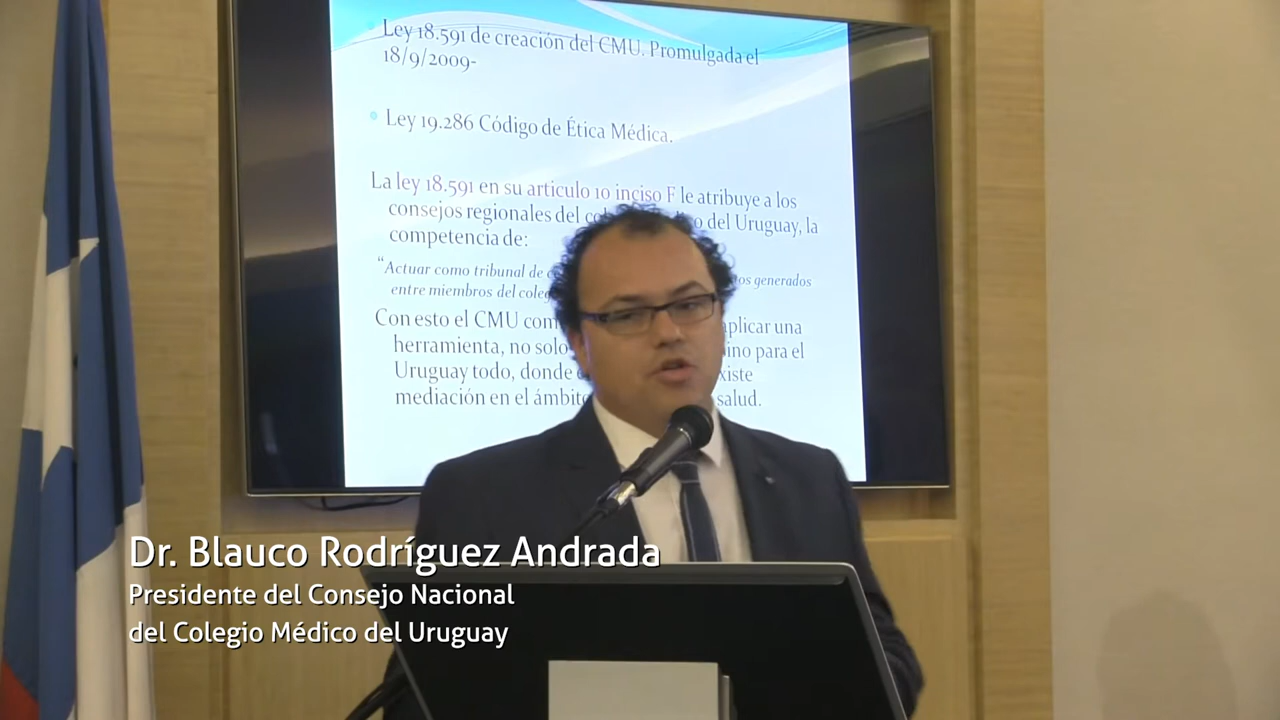 Ley 18.591 de creación del CMU. Promulgada el
18/9/2009-
Ley 19.286 Código de Ética Médica.
La ley 18.591 en su articulo 10 inciso F le atribuye a los
consejos regionales del del Uruguay, la
competencia de:
"Actuar como tribunal de generados
entre miembros del
Con esto el CMU aplicar una
herramienta, no solo para el
Uruguay todo, donde
mediación en el salud.
Dr. Blauco Rodríguez Andrada
Presidente del Consejo Nacional
del Colegio Médico del Uruguay